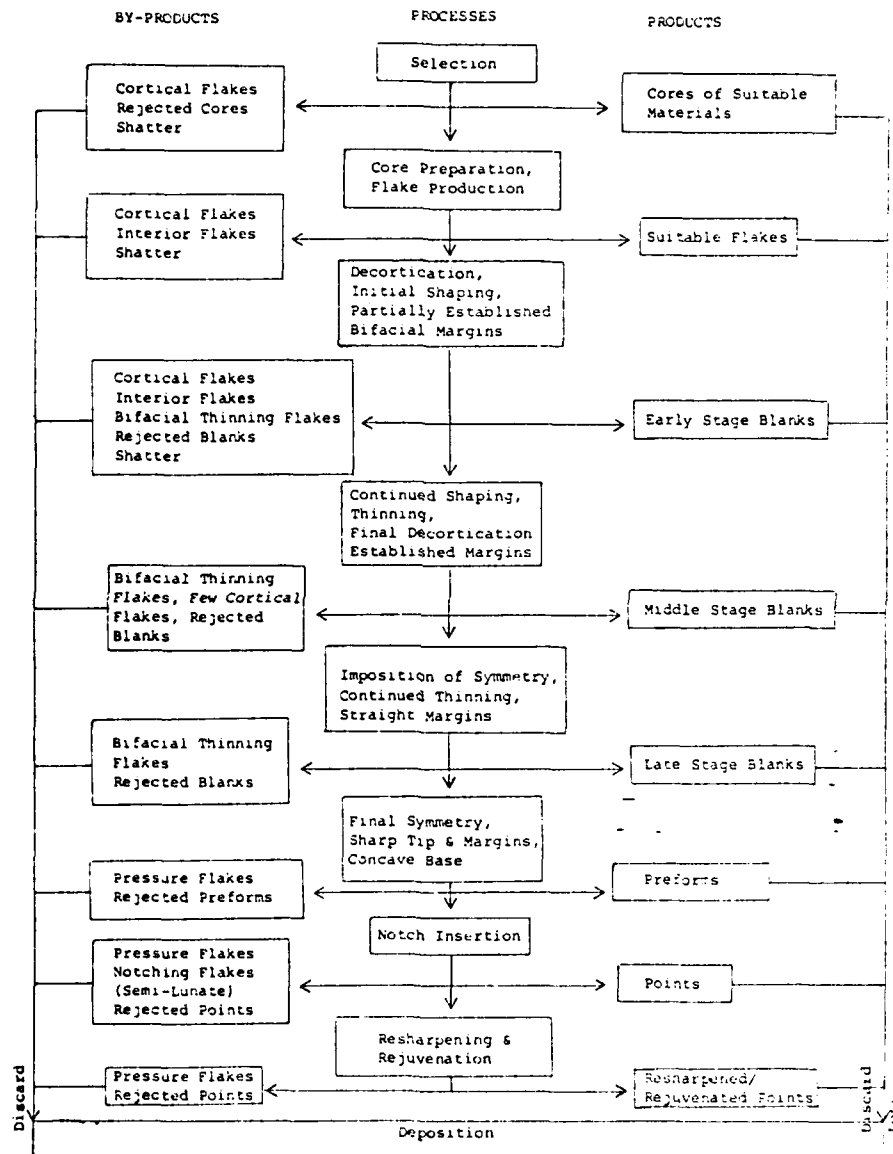 BY-PRODUCTS
PROCESSES
PRODUCTS
Selection
Cortical Flakes
Rejected Cores
Shatter
Cores of Suitable
Materials
Core Preparation,
Flake Production
Cortical Flakes
Interior Flakes
Shatter
Suitable Flakes
Decortication,
Initial Shaping,
Partially Established
Bifacial Margins
Cortical Flakes
Interior Flakes
Bifacial Thinning Flakes
Rejected Blanks
Shatter
Early Stage Blanks
Continued Shaping,
Thinning,
Final Decortication
Established Margins
Bifacial Thinning
Flakes, Few Cortical
Flakes, Rejected
Blanks
Middle Stage Blanks
Imposition of Symmetry,
Continued Thinning,
Straight Margins
Bifacial Thinning
Flakes
Rejected Blanks
Late Stage Blanks
Final Symmetry,
Sharp Tip & Margins,
Concave Base
Pressure Flakes
Rejected Preforms
Preforms
Notch Insertion
Pressure Flakes
Notching Flakes
(Semi-Lunate)
Rejected Points
Points
Resharpening &
Rejuvenation
Pressure Flakes
Rejected Points
Resharpened/
Rejuvenated Points
Discard
Discard
Deposition